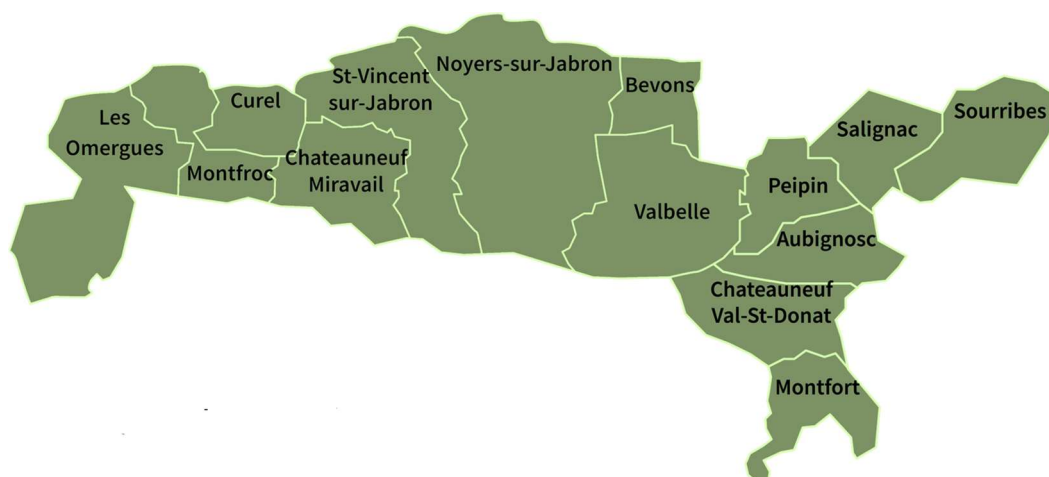 Les
Omergues
Curel
Montfroc
St-Vincent
sur-Jabron
Chateauneuf
Miravail
Noyers-sur-Jabron
Bevons
Valbelle
Peipin
Salignac
Sourribes
Aubignosc
Chateauneuf
Val-St-Donat
Montfort